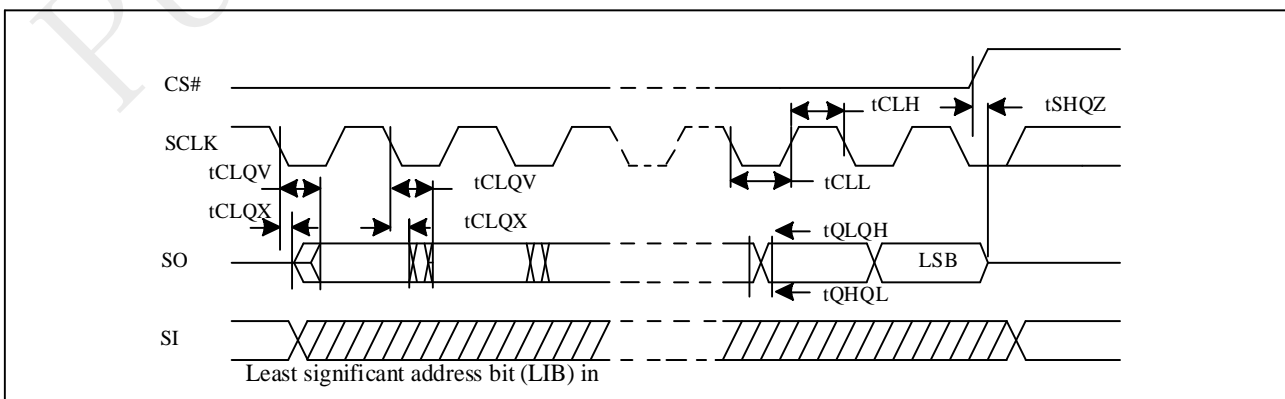 CS#
tCLH
tSHQZ
SCLK
tCLQV
tCLQV
tCLL
tCLQX
tCLQX
tQLQH
SO
LSB
tQHQL
SI
Least significant address bit (LIB) in